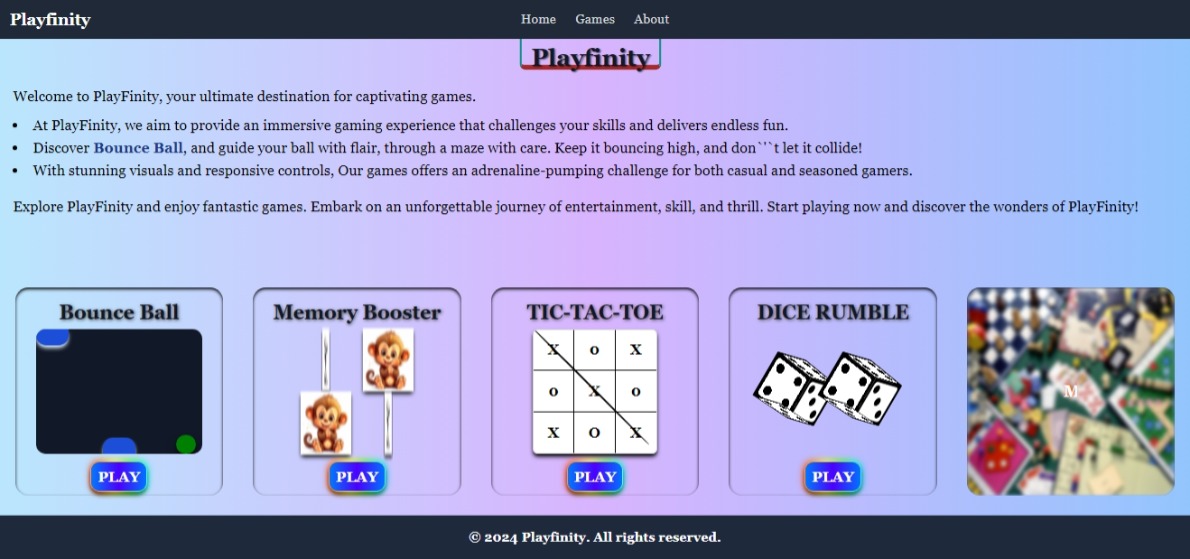 Playfinity
Home Games About
Playfinity
Welcome to PlayFinity, your ultimate destination for captivating games.
• At PlayFinity, we aim to provide an immersive gaming experience that challenges your skills and delivers endless fun.
• Discover Bounce Ball, and guide your ball with flair, through a maze with care. Keep it bouncing high, and don```t let it collide!
• With stunning visuals and responsive controls, Our games offers an adrenaline-pumping challenge for both casual and seasoned gamers.
Explore PlayFinity and enjoy fantastic games. Embark on an unforgettable journey of entertainment, skill, and thrill. Start playing now and discover the wonders of PlayFinity!
Bounce Ball
PLAY
Memory Booster
PLAY
TIC-TAC-TOE
X o X
o X o
X O X
PLAY
DICE RUMBLE
PLAY
M
© 2024 Playfinity. All rights reserved.